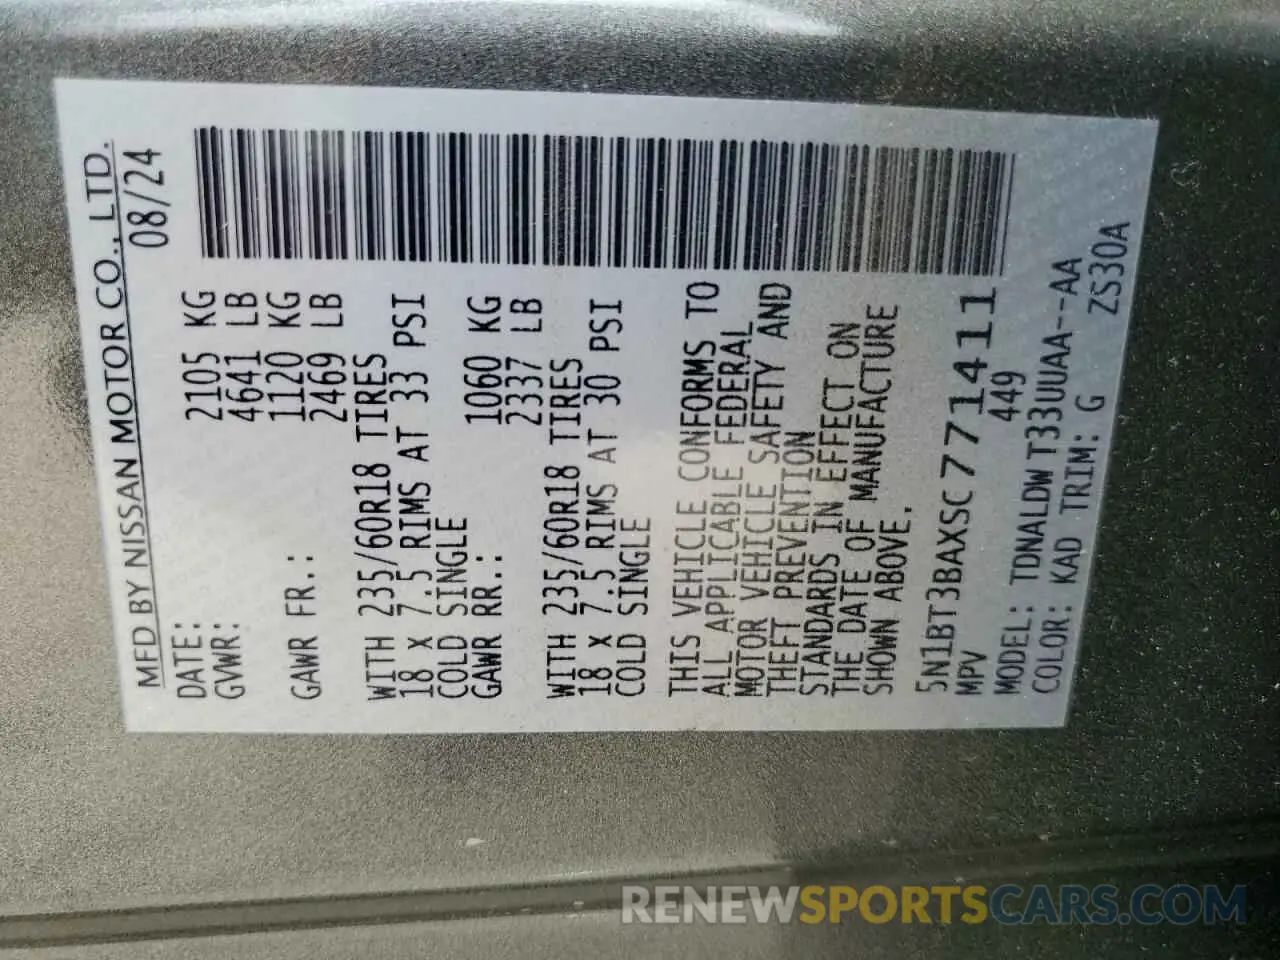 MFD BY NISSAN MOTOR CO., LTD.
DATE: 08/24
GVWR: 2105 KG
4641 LB
1120 KG
GAWR FR.: 2469 LB
WITH 235/60R18 TIRES
18 x 7.5 RIMS AT 33 PSI
COLD SINGLE
GAWR RR.: 1060 KG
2337 LB
WITH 235/60R18 TIRES
18 x 7.5 RIMS AT 30 PSI
COLD SINGLE
THIS VEHICLE CONFORMS TO
ALL APPLICABLE FEDERAL
MOTOR VEHICLE SAFETY AND
THEFT PREVENTION
STANDARDS IN EFFECT ON
THE DATE OF MANUFACTURE
SHOWN ABOVE.
5N1BT3BAXSC771411
MPV 449
MODEL: TDNALDW T33UUAA--AA
COLOR: KAD TRIM: G ZS30A
RENEWSPORTSCARS.COM